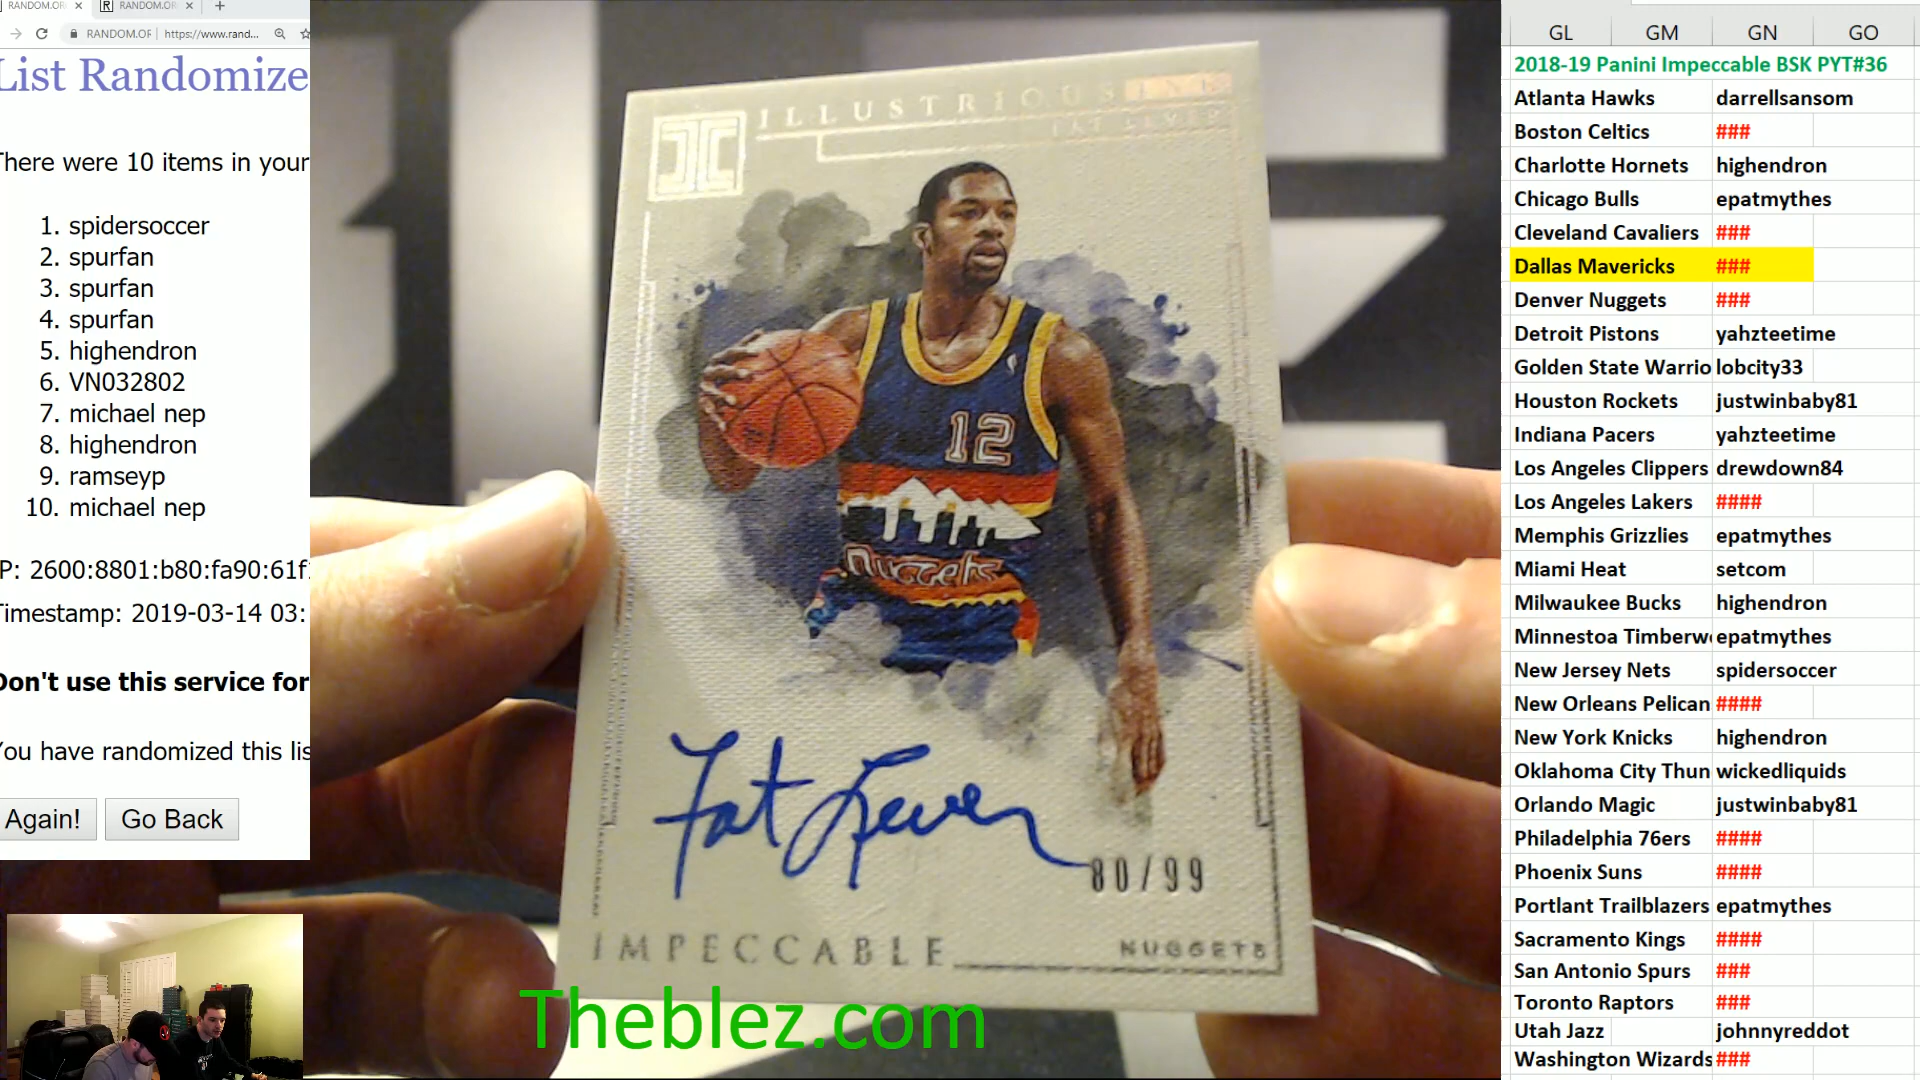 RANDOM.OR
RANDOM.OR
RANDOM.OF
https://www.rand...
List Randomize
There were 10 items in your
1. spidersoccer
2. spurfan
3. spurfan
4. spurfan
5. highendron
6. VN032802
7. michael nep
8. highendron
9. ramseyp
10. michael nep
P: 2600:8801:b80:fa90:61f
Timestamp: 2019-03-14 03:
Don't use this service for
You have randomized this lis
Again!
Go Back
ILLUSTRIOUS INK
FAT LEVER
12
Nuggets
Fat Lever
80/99
IMPECCABLE
NUGGETS
Theblez.com
GL GM GN GO
2018-19 Panini Impeccable BSK PYT#36
Atlanta Hawks darrellsansom
Boston Celtics ###
Charlotte Hornets highendron
Chicago Bulls epatmythes
Cleveland Cavaliers ###
Dallas Mavericks ###
Denver Nuggets ###
Detroit Pistons yahzteetime
Golden State Warrio lobcity33
Houston Rockets justwinbaby81
Indiana Pacers yahzteetime
Los Angeles Clippers drewdown84
Los Angeles Lakers ####
Memphis Grizzlies epatmythes
Miami Heat setcom
Milwaukee Bucks highendron
Minnestoa Timberw epatmythes
New Jersey Nets spidersoccer
New Orleans Pelican ####
New York Knicks highendron
Oklahoma City Thun wickedliquids
Orlando Magic justwinbaby81
Philadelphia 76ers ####
Phoenix Suns ####
Portlant Trailblazers epatmythes
Sacramento Kings ####
San Antonio Spurs ###
Toronto Raptors ###
Utah Jazz johnnyreddot
Washington Wizards ###